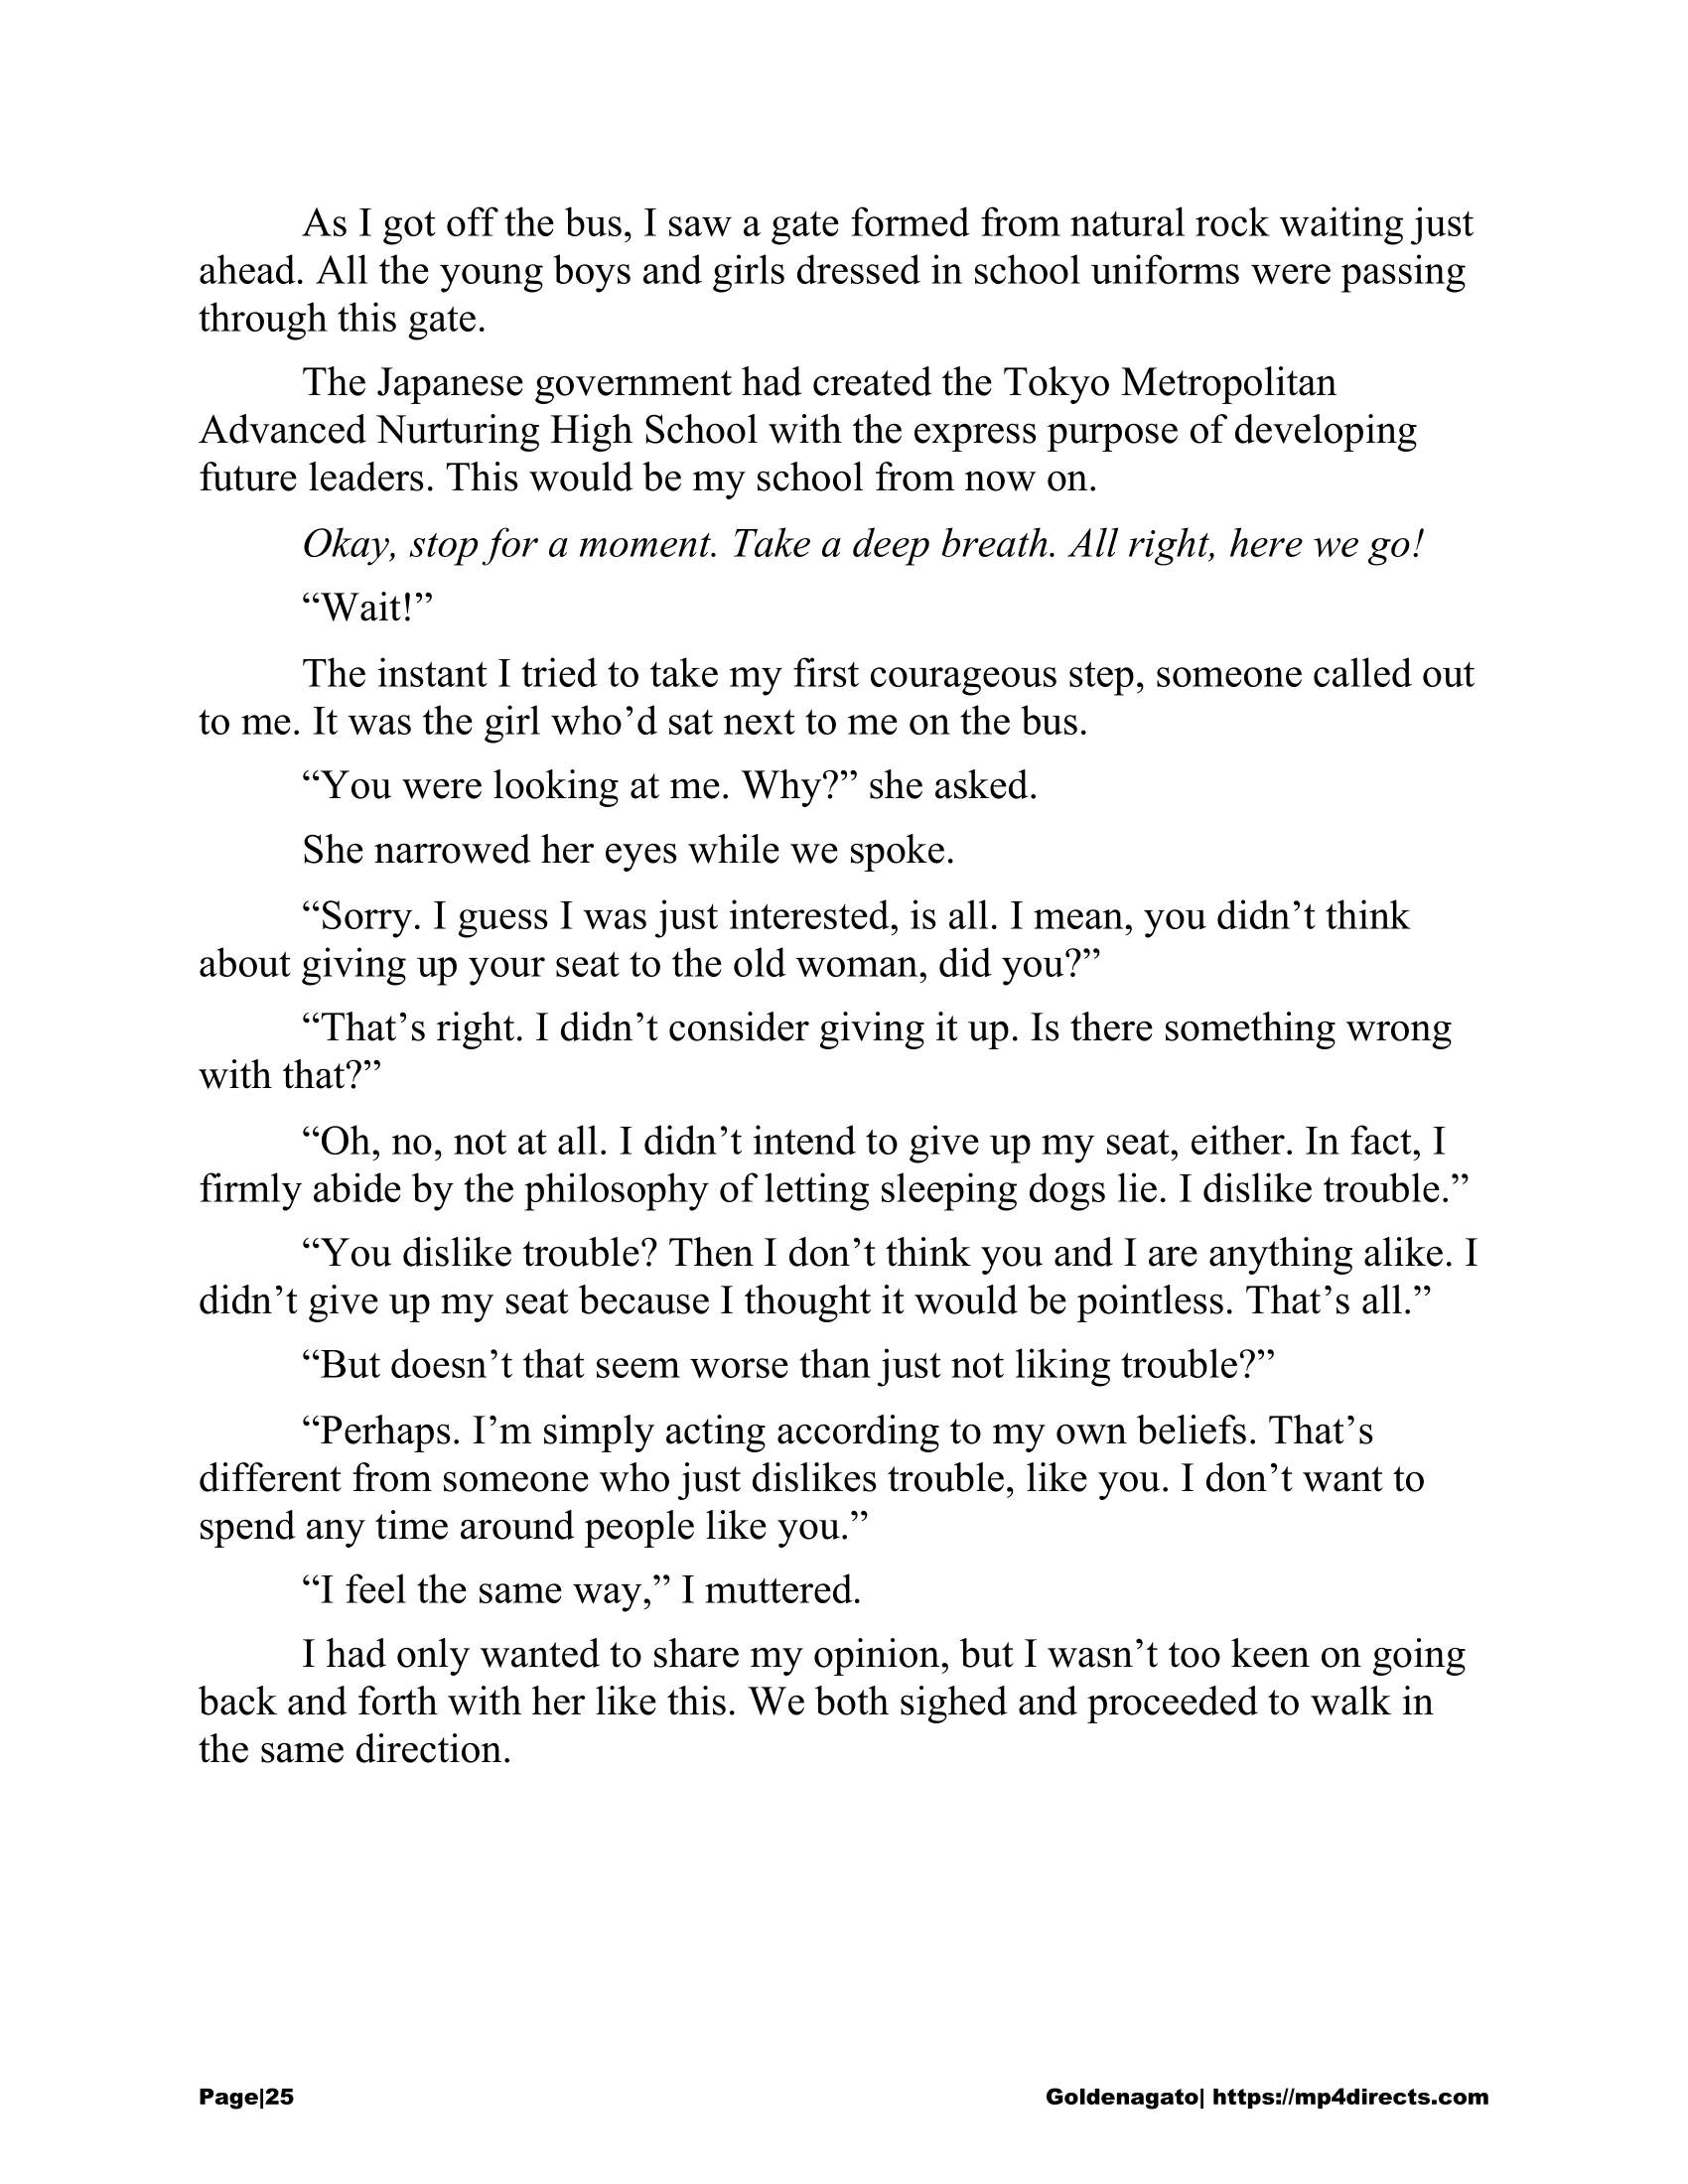 As I got off the bus, I saw a gate formed from natural rock waiting just
ahead. All the young boys and girls dressed in school uniforms were passing
through this gate.
The Japanese government had created the Tokyo Metropolitan
Advanced Nurturing High School with the express purpose of developing
future leaders. This would be my school from now on.
Okay, stop for a moment. Take a deep breath. All right, here we go!
“Wait!”
The instant I tried to take my first courageous step, someone called out
to me. It was the girl who’d sat next to me on the bus.
“You were looking at me. Why?” she asked.
She narrowed her eyes while we spoke.
“Sorry. I guess I was just interested, is all. I mean, you didn’t think
about giving up your seat to the old woman, did you?”
“That’s right. I didn’t consider giving it up. Is there something wrong
with that?”
“Oh, no, not at all. I didn’t intend to give up my seat, either. In fact, I
firmly abide by the philosophy of letting sleeping dogs lie. I dislike trouble.”
“You dislike trouble? Then I don’t think you and I are anything alike. I
didn’t give up my seat because I thought it would be pointless. That’s all.”
“But doesn’t that seem worse than just not liking trouble?”
“Perhaps. I’m simply acting according to my own beliefs. That’s
different from someone who just dislikes trouble, like you. I don’t want to
spend any time around people like you.”
“I feel the same way,” I muttered.
I had only wanted to share my opinion, but I wasn’t too keen on going
back and forth with her like this. We both sighed and proceeded to walk in
the same direction.
Page|25 Goldenagato| https://mp4directs.com